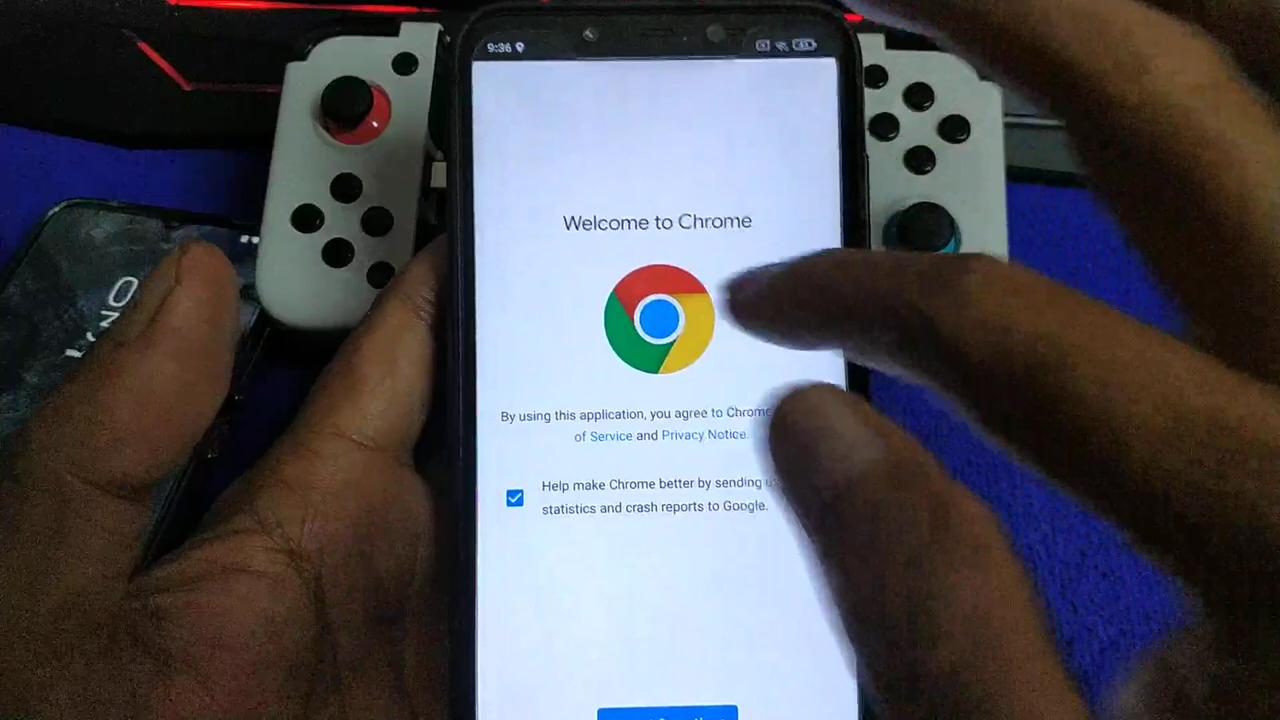 9:36
Welcome to Chrome
By using this application, you agree to Chrome
of Service and Privacy Notice.
Help make Chrome better by sending
statistics and crash reports to Google.